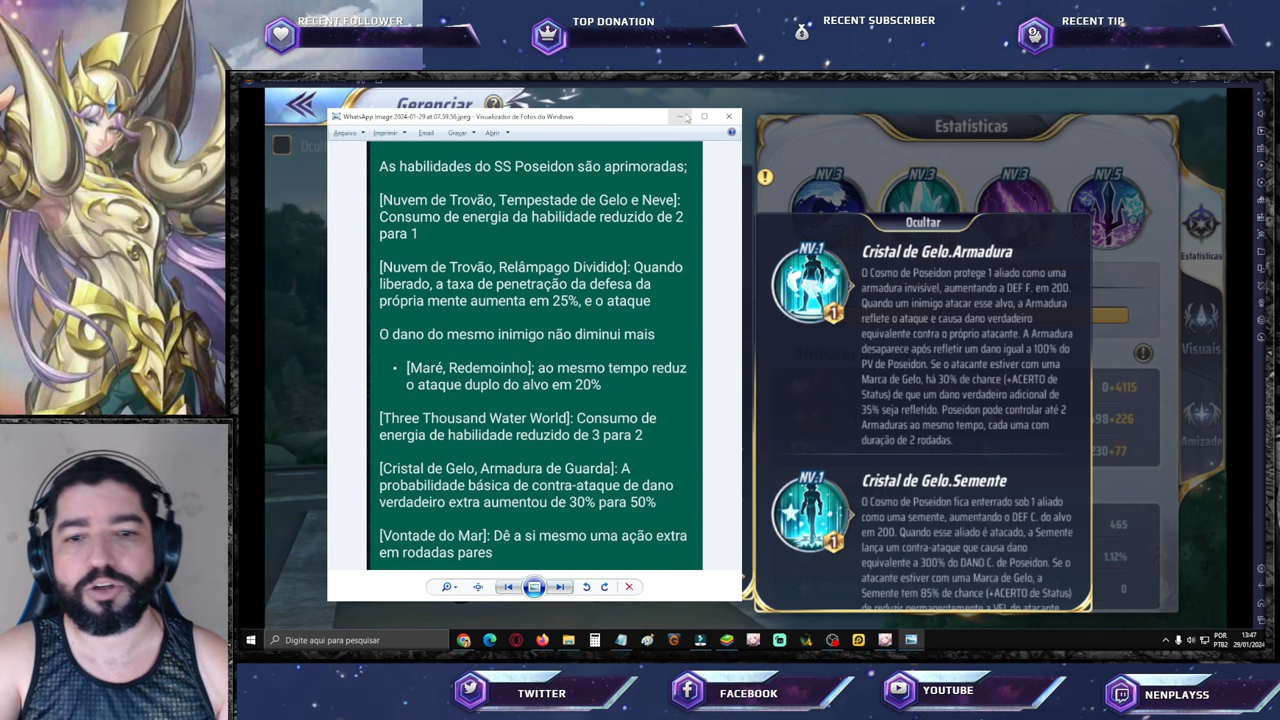 RECENT FOLLOWER
TOP DONATION
RECENT SUBSCRIBER
RECENT TIP
Gerenciar
WhatsApp Image 2024-01-29 at 07.59.56.jpeg - Visualizador de Fotos do Windows
Arquivo Imprimir Email Gravar Abrir
As habilidades do SS Poseidon são aprimoradas;
[Nuvem de Trovão, Tempestade de Gelo e Neve]:
Consumo de energia da habilidade reduzido de 2
para 1
[Nuvem de Trovão, Relâmpago Dividido]: Quando
liberado, a taxa de penetração da defesa da
própria mente aumenta em 25%, e o ataque
O dano do mesmo inimigo não diminui mais
• [Maré, Redemoinho]; ao mesmo tempo reduz
o ataque duplo do alvo em 20%
[Three Thousand Water World]: Consumo de
energia de habilidade reduzido de 3 para 2
[Cristal de Gelo, Armadura de Guarda]: A
probabilidade básica de contra-ataque de dano
verdadeiro extra aumentou de 30% para 50%
[Vontade do Mar]: Dê a si mesmo uma ação extra
em rodadas pares
Estatísticas
NV.3
NV.3
NV.3
NV.5
Ocultar
NV.1
Cristal de Gelo.Armadura
O Cosmo de Poseidon protege 1 aliado como uma
armadura invisível, aumentando a DEF F. em 200.
Quando um inimigo atacar esse alvo, a Armadura
reflete o ataque e causa dano verdadeiro
equivalente contra o próprio atacante. A Armadura
desaparece após refletir um dano igual a 100% do
PV de Poseidon. Se o atacante estiver com uma
Marca de Gelo, há 30% de chance (+ACERTO de
Status) de que um dano verdadeiro adicional de
35% seja refletido. Poseidon pode controlar até 2
Armaduras ao mesmo tempo, cada uma com
duração de 2 rodadas.
1
NV.1
Cristal de Gelo.Semente
O Cosmo de Poseidon fica enterrado sob 1 aliado
como uma semente, aumentando o DEF C. do alvo
em 200. Quando esse aliado é atacado, a Semente
lança um contra-ataque que causa dano
equivalente a 300% do DANO C. de Poseidon. Se o
atacante estiver com uma Marca de Gelo, a
Semente tem 85% de chance (+ACERTO de Status)
de reduzir permanentemente a VEL do atacante
1
Estatísticas
Visuais
Amizade
0+4115
98+226
230+77
465
1.12%
0
Digite aqui para pesquisar
POR
PTB2
13:47
29/01/2024
TWITTER
FACEBOOK
YOUTUBE
NENPLAYSS